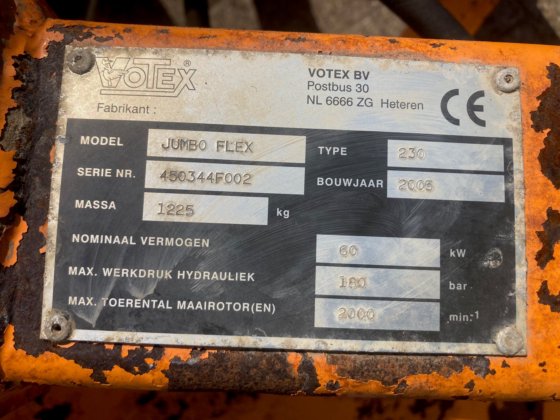 VOTEX®
VOTEX BV
Postbus 30
NL 6666 ZG Heteren
CE
Fabrikant :
MODEL JUMBO FLEX TYPE 230
SERIE NR. 450344F002 BOUWJAAR 2005
MASSA 1225 kg
NOMINAAL VERMOGEN 60 kW
MAX. WERKDRUK HYDRAULIEK 180 bar
MAX. TOERENTAL MAAIROTOR(EN) 2000 min.-1